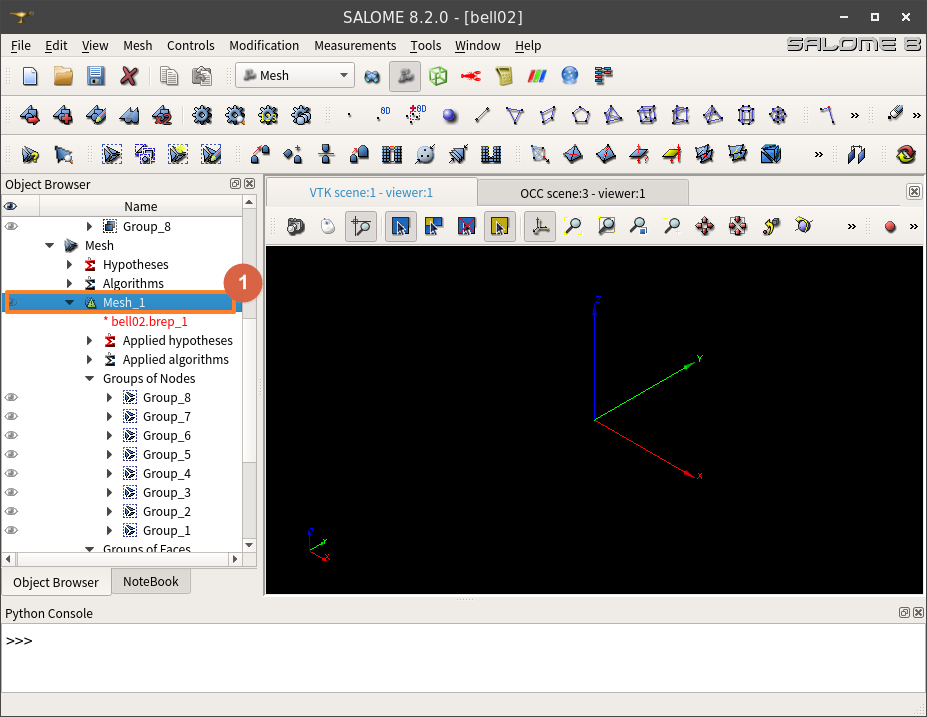 SALOME 8.2.0 - [bell02]
File Edit View Mesh Controls Modification Measurements Tools Window Help
SALOME 8
Mesh
0D
0D
Object Browser
VTK scene:1 - viewer:1
OCC scene:3 - viewer:1
Name
Group_8
Mesh
Hypotheses
Algorithms
1
Mesh_1
* bell02.brep_1
Applied hypotheses
Applied algorithms
Groups of Nodes
Group_8
Group_7
Group_6
Group_5
Group_4
Group_3
Group_2
Group_1
Groups of Faces
Z
Y
X
Z
Y
X
Object Browser
NoteBook
Python Console
>>>